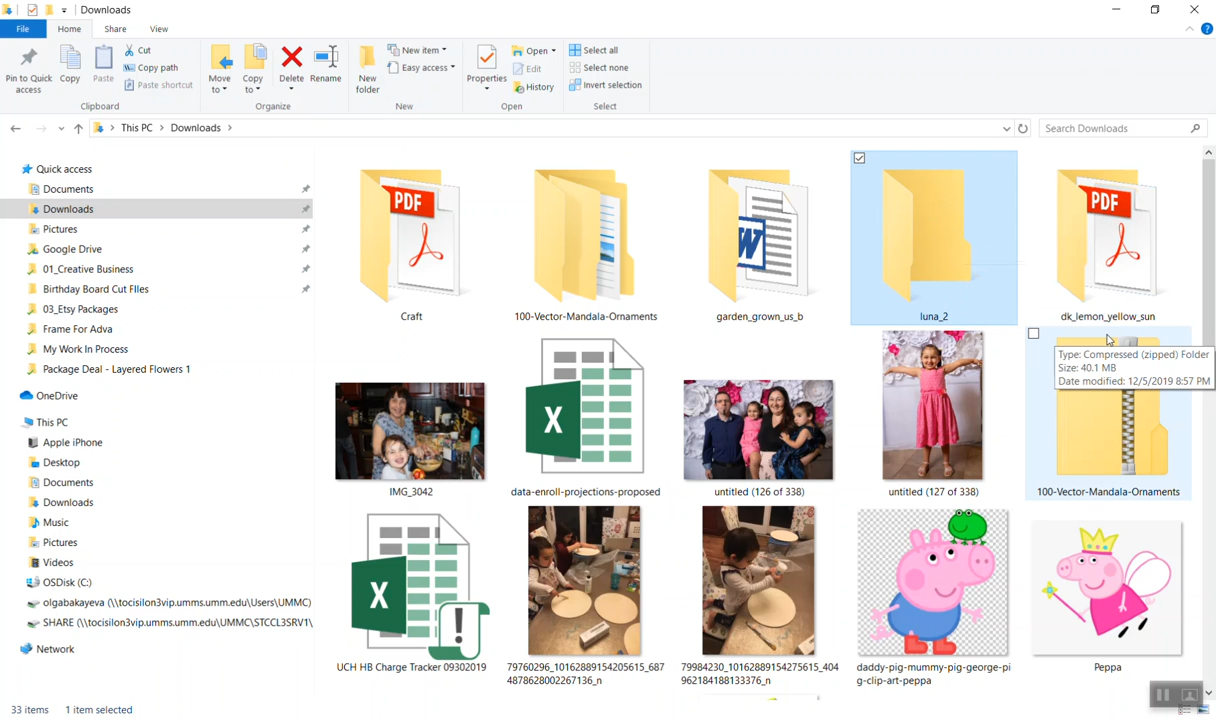 Downloads
File Home Share View
Pin to Quick access
Copy
Paste
Cut
Copy path
Paste shortcut
Clipboard
Move to
Copy to
Delete
Rename
Organize
New folder
New item
Easy access
New
Properties
Open
Edit
History
Open
Select all
Select none
Invert selection
Select
This PC > Downloads >
Search Downloads
Quick access
Documents
Downloads
Pictures
Google Drive
01_Creative Business
Birthday Board Cut FIles
03_Etsy Packages
Frame For Adva
My Work In Process
Package Deal - Layered Flowers 1
OneDrive
This PC
Apple iPhone
Desktop
Documents
Downloads
Music
Pictures
Videos
OSDisk (C:)
olgabakayeva (\\tocisilon3vip.umms.umm.edu\Users\UMMC)
SHARE (\\tocisilon3vip.umms.umm.edu\UMMC\STCCL3SRV1\
Network
PDF
Craft
100-Vector-Mandala-Ornaments
W
garden_grown_us_b
luna_2
PDF
dk_lemon_yellow_sun
Type: Compressed (zipped) Folder
Size: 40.1 MB
Date modified: 12/5/2019 8:57 PM
IMG_3042
X
data-enroll-projections-proposed
untitled (126 of 338)
untitled (127 of 338)
100-Vector-Mandala-Ornaments
X
UCH HB Charge Tracker 09302019
79760296_10162889154205615_687
4878628002267136_n
79984230_10162889154275615_404
962184188133376_n
daddy-pig-mummy-pig-george-pi
g-clip-art-peppa
Peppa
33 items 1 item selected